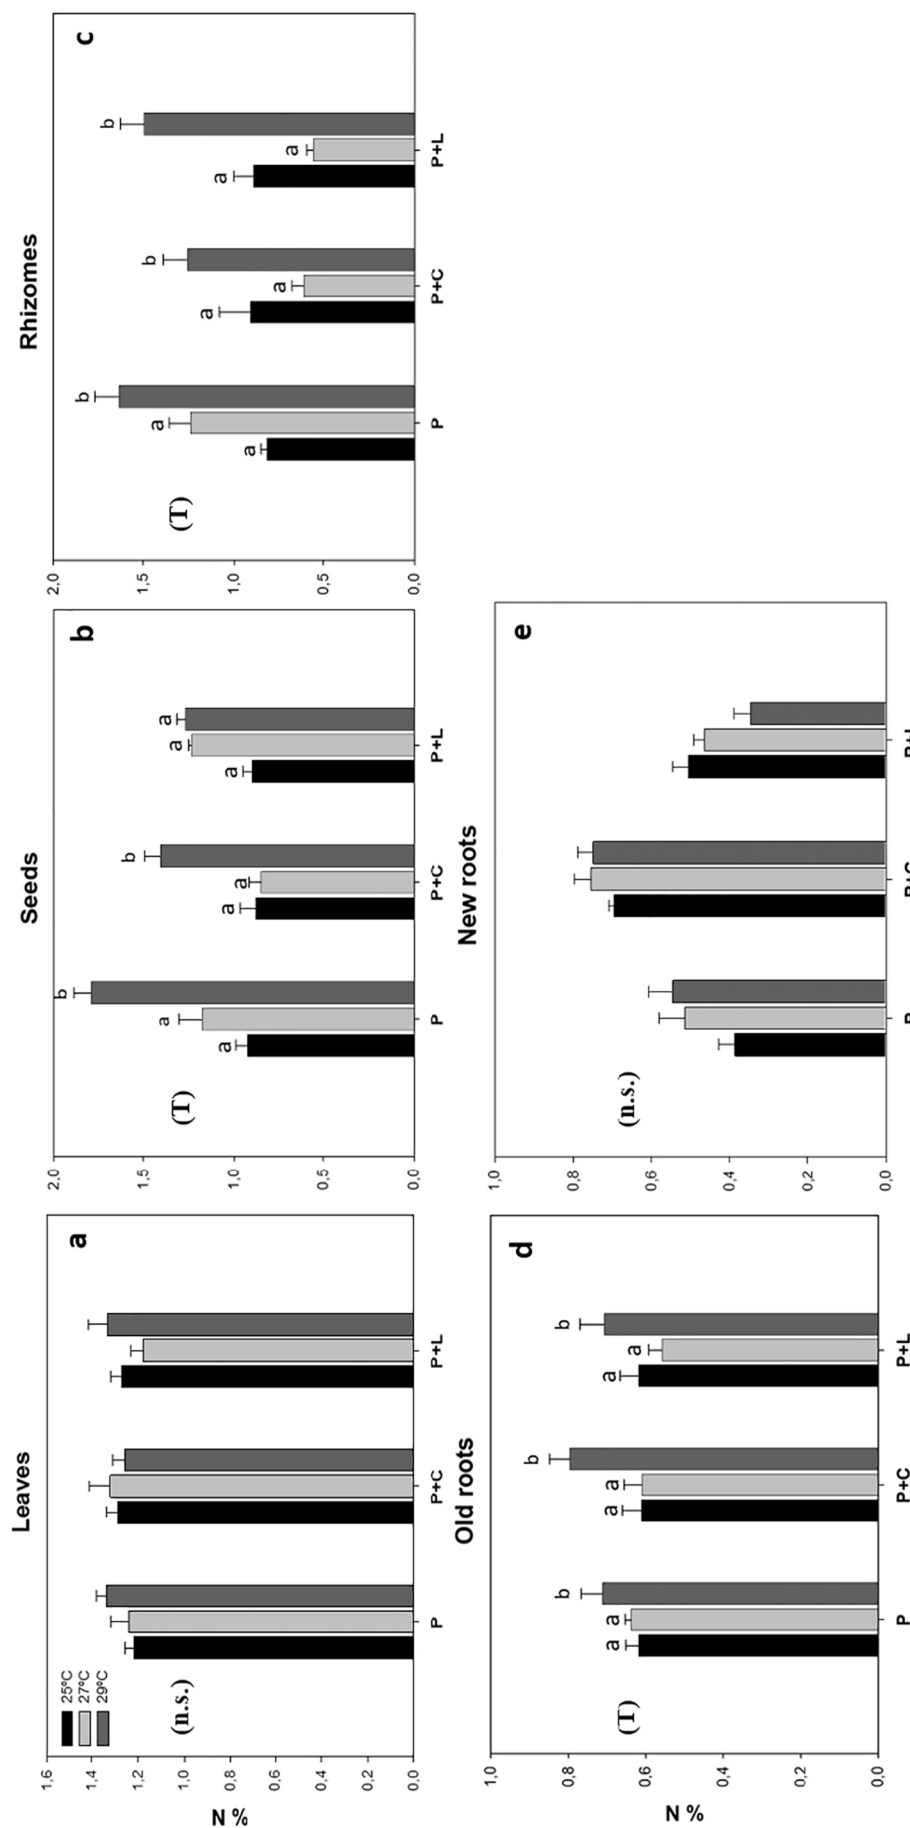 Leaves
a
25ºC
27ºC
29ºC
(n.s.)
N %
1,6
1,4
1,2
1,0
0,8
0,6
0,4
0,2
0,0
P
P+C
P+L
Seeds
b
(T)
2,0
1,5
1,0
0,5
0,0
a
a
b
a
a
b
a
a
a
P
P+C
P+L
Rhizomes
c
(T)
2,0
1,5
1,0
0,5
0,0
a
a
b
a
a
b
a
a
b
P
P+C
P+L
Old roots
d
(T)
N %
1,0
0,8
0,6
0,4
0,2
0,0
a
a
b
a
a
b
a
a
b
P
P+C
P+L
New roots
e
(n.s.)
1,0
0,8
0,6
0,4
0,2
0,0